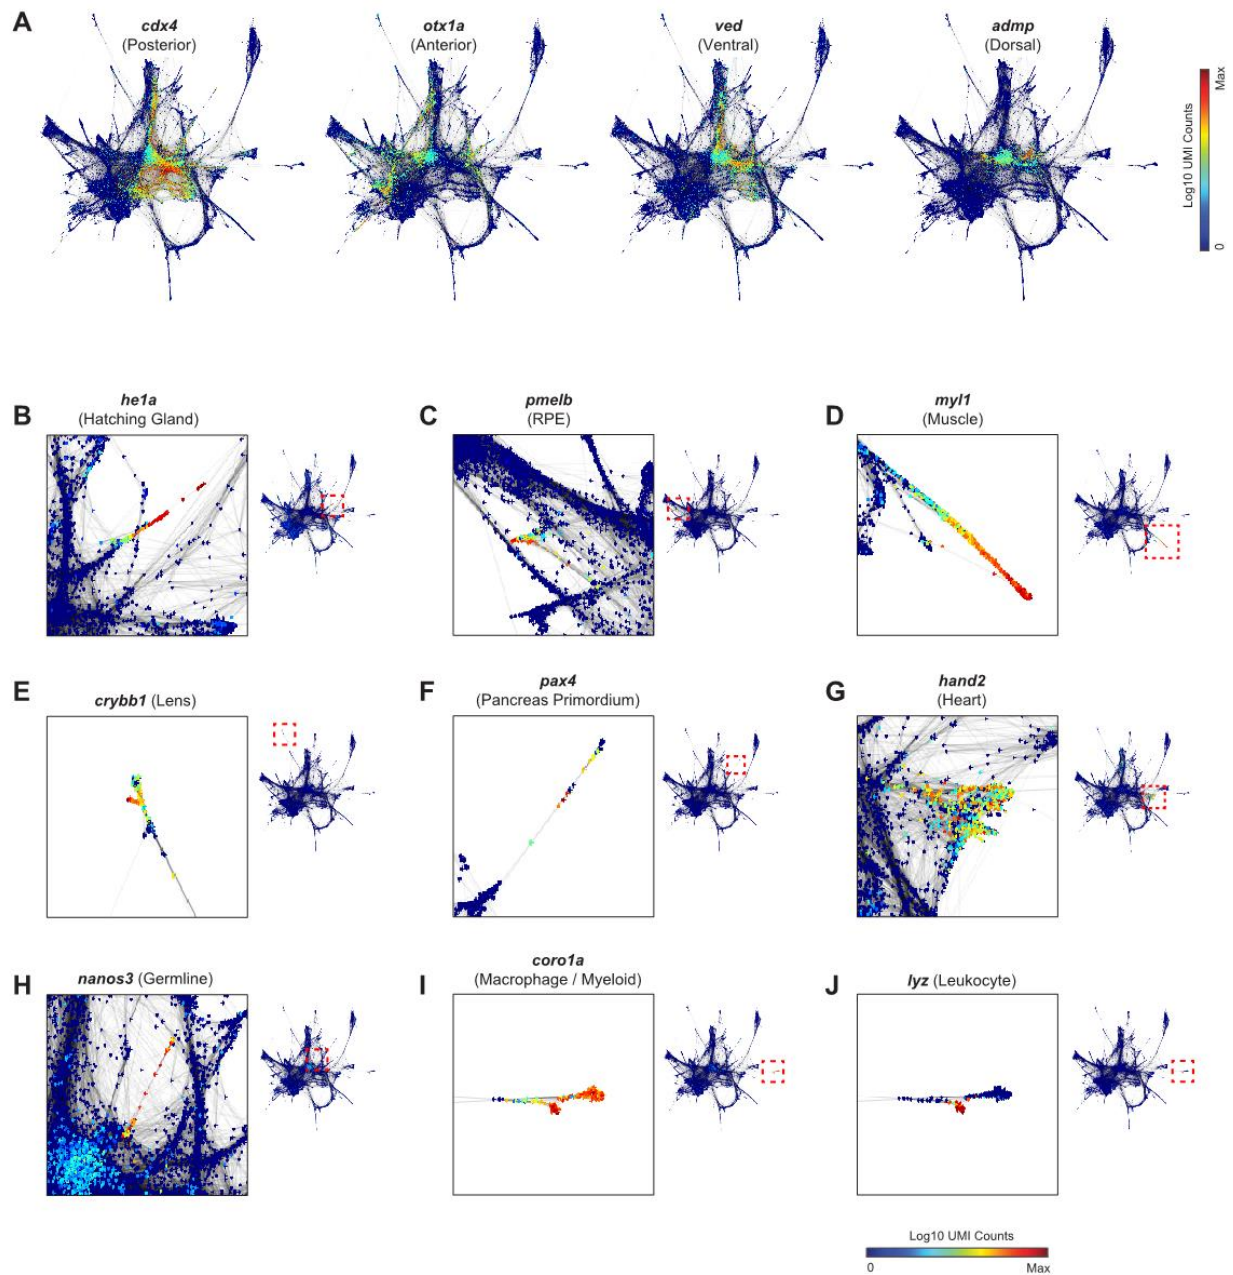 A
cdx4
(Posterior)
otx1a
(Anterior)
ved
(Ventral)
admp
(Dorsal)
Max
Log10 UMI Counts
0
B
he1a
(Hatching Gland)
C
pmelb
(RPE)
D
myl1
(Muscle)
E
crybb1 (Lens)
F
pax4
(Pancreas Primordium)
G
hand2
(Heart)
H
nanos3 (Germline)
I
coro1a
(Macrophage / Myeloid)
J
lyz (Leukocyte)
Log10 UMI Counts
0 Max